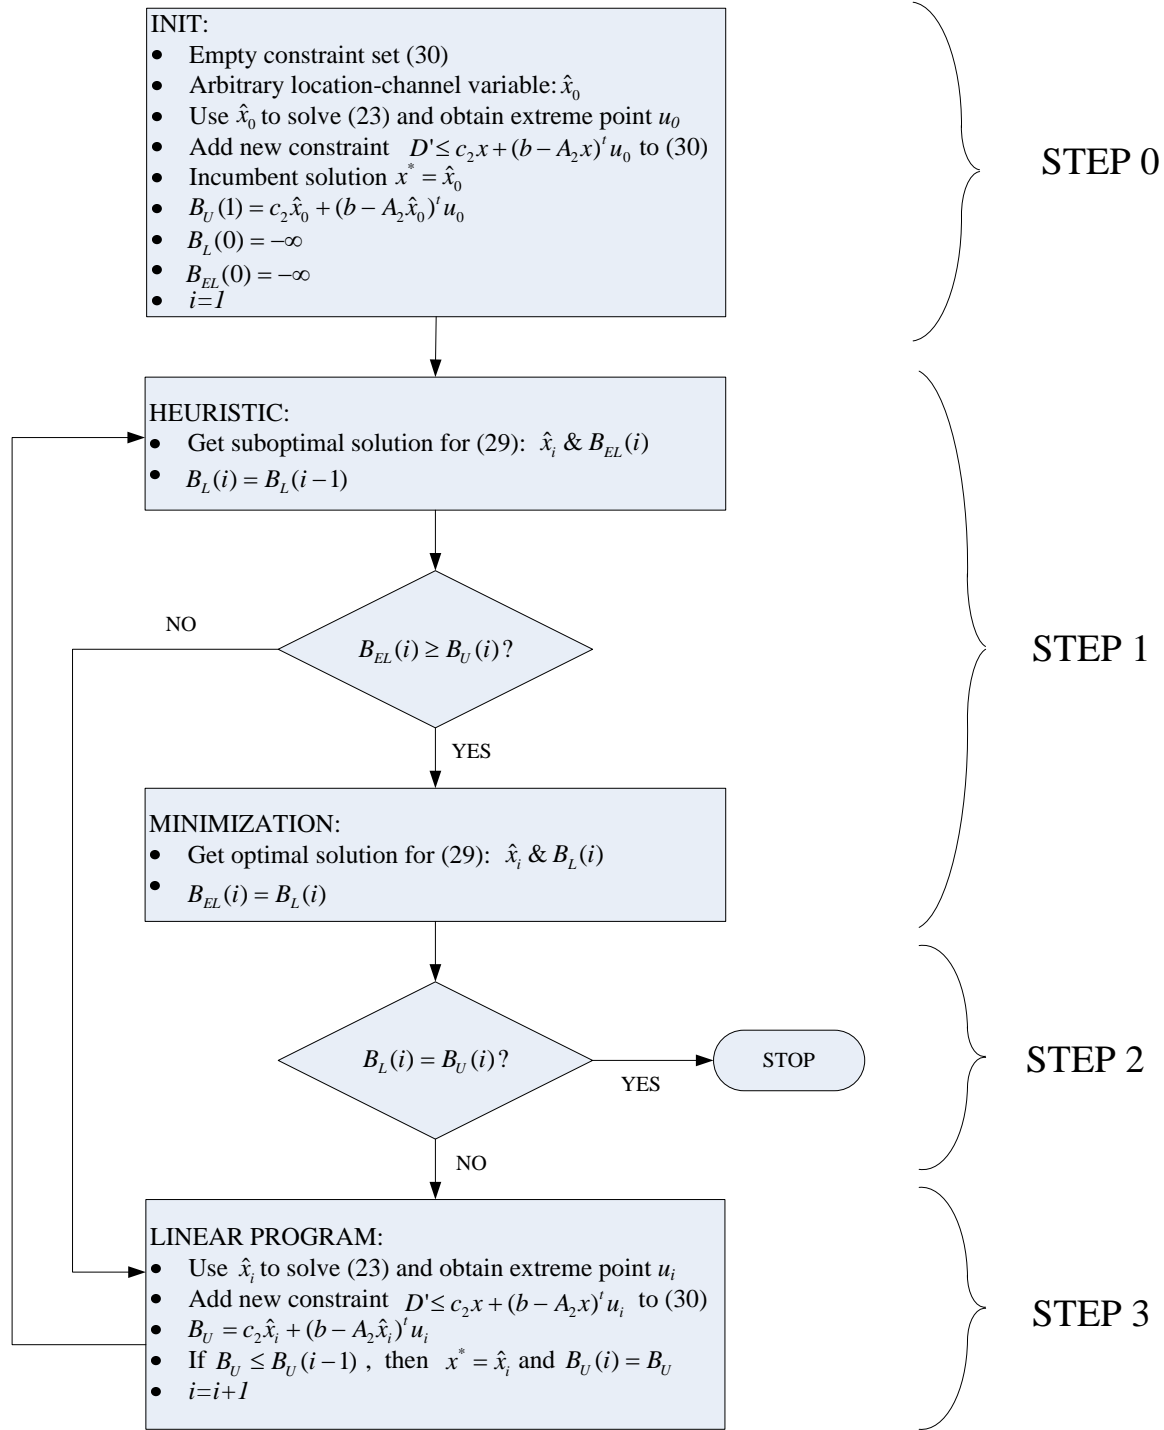 INIT:
• Empty constraint set (30)
• Arbitrary location-channel variable: x̂₀
• Use x̂₀ to solve (23) and obtain extreme point u₀
• Add new constraint D' ≤ c₂x + (b − A₂x)ᵗu₀ to (30)
• Incumbent solution x* = x̂₀
• B_U(1) = c₂x̂₀ + (b − A₂x̂₀)ᵗu₀
• B_L(0) = −∞
• B_EL(0) = −∞
• i=1
STEP 0
HEURISTIC:
• Get suboptimal solution for (29): x̂ᵢ & B_EL(i)
• B_L(i) = B_L(i−1)
NO
B_EL(i) ≥ B_U(i)?
STEP 1
YES
MINIMIZATION:
• Get optimal solution for (29): x̂ᵢ & B_L(i)
• B_EL(i) = B_L(i)
B_L(i) = B_U(i)?
YES
STOP
STEP 2
NO
LINEAR PROGRAM:
• Use x̂ᵢ to solve (23) and obtain extreme point uᵢ
• Add new constraint D' ≤ c₂x + (b − A₂x)ᵗuᵢ to (30)
• B_U = c₂x̂ᵢ + (b − A₂x̂ᵢ)ᵗuᵢ
• If B_U ≤ B_U(i−1) , then x* = x̂ᵢ and B_U(i) = B_U
• i=i+1
STEP 3